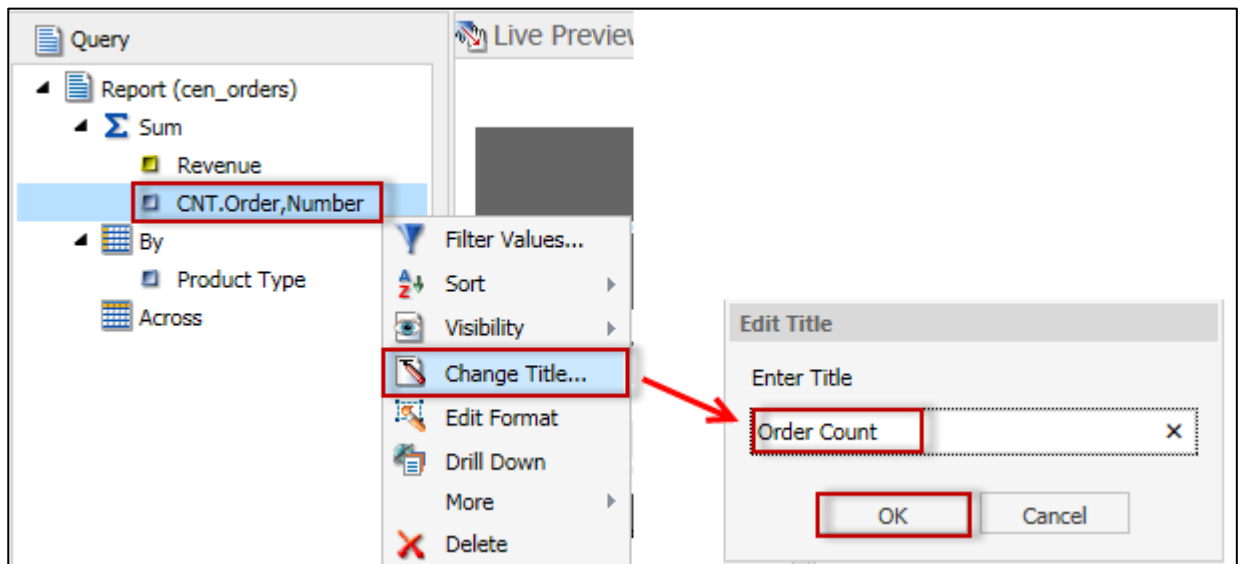 Query
Live Preview
Report (cen_orders)
Sum
Revenue
CNT.Order,Number
By
Product Type
Across
Filter Values...
Sort
Visibility
Change Title...
Edit Format
Drill Down
More
Delete
Edit Title
Enter Title
Order Count
OK
Cancel